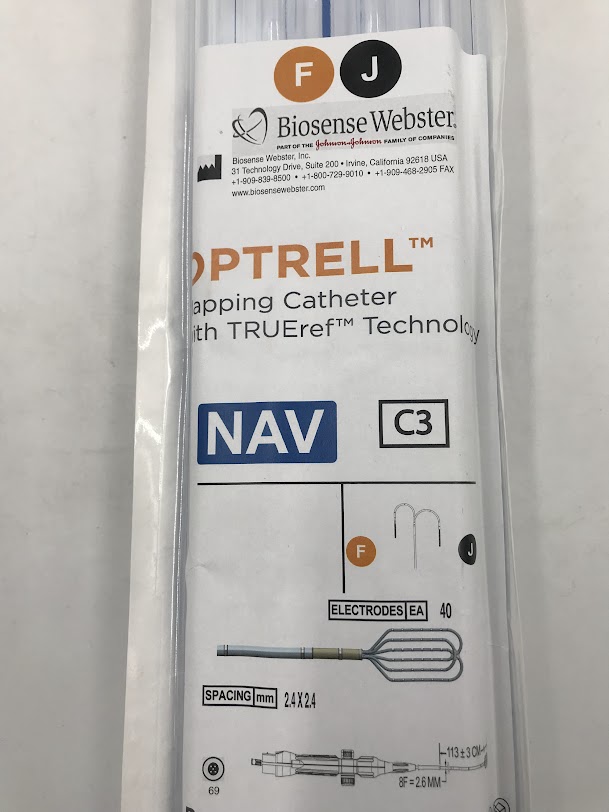 F J
Biosense Webster
PART OF THE Johnson & Johnson FAMILY OF COMPANIES
Biosense Webster, Inc.
31 Technology Drive, Suite 200 • Irvine, California 92618 USA
+1-909-839-8500 • +1-800-729-9010 • +1-909-468-2905 FAX
www.biosensewebster.com
OPTRELL™
apping Catheter
ith TRUEref™ Technology
NAV C3
F J
ELECTRODES EA 40
SPACING mm 2.4 X 2.4
113 ± 3 CM
8F = 2.6 MM
69